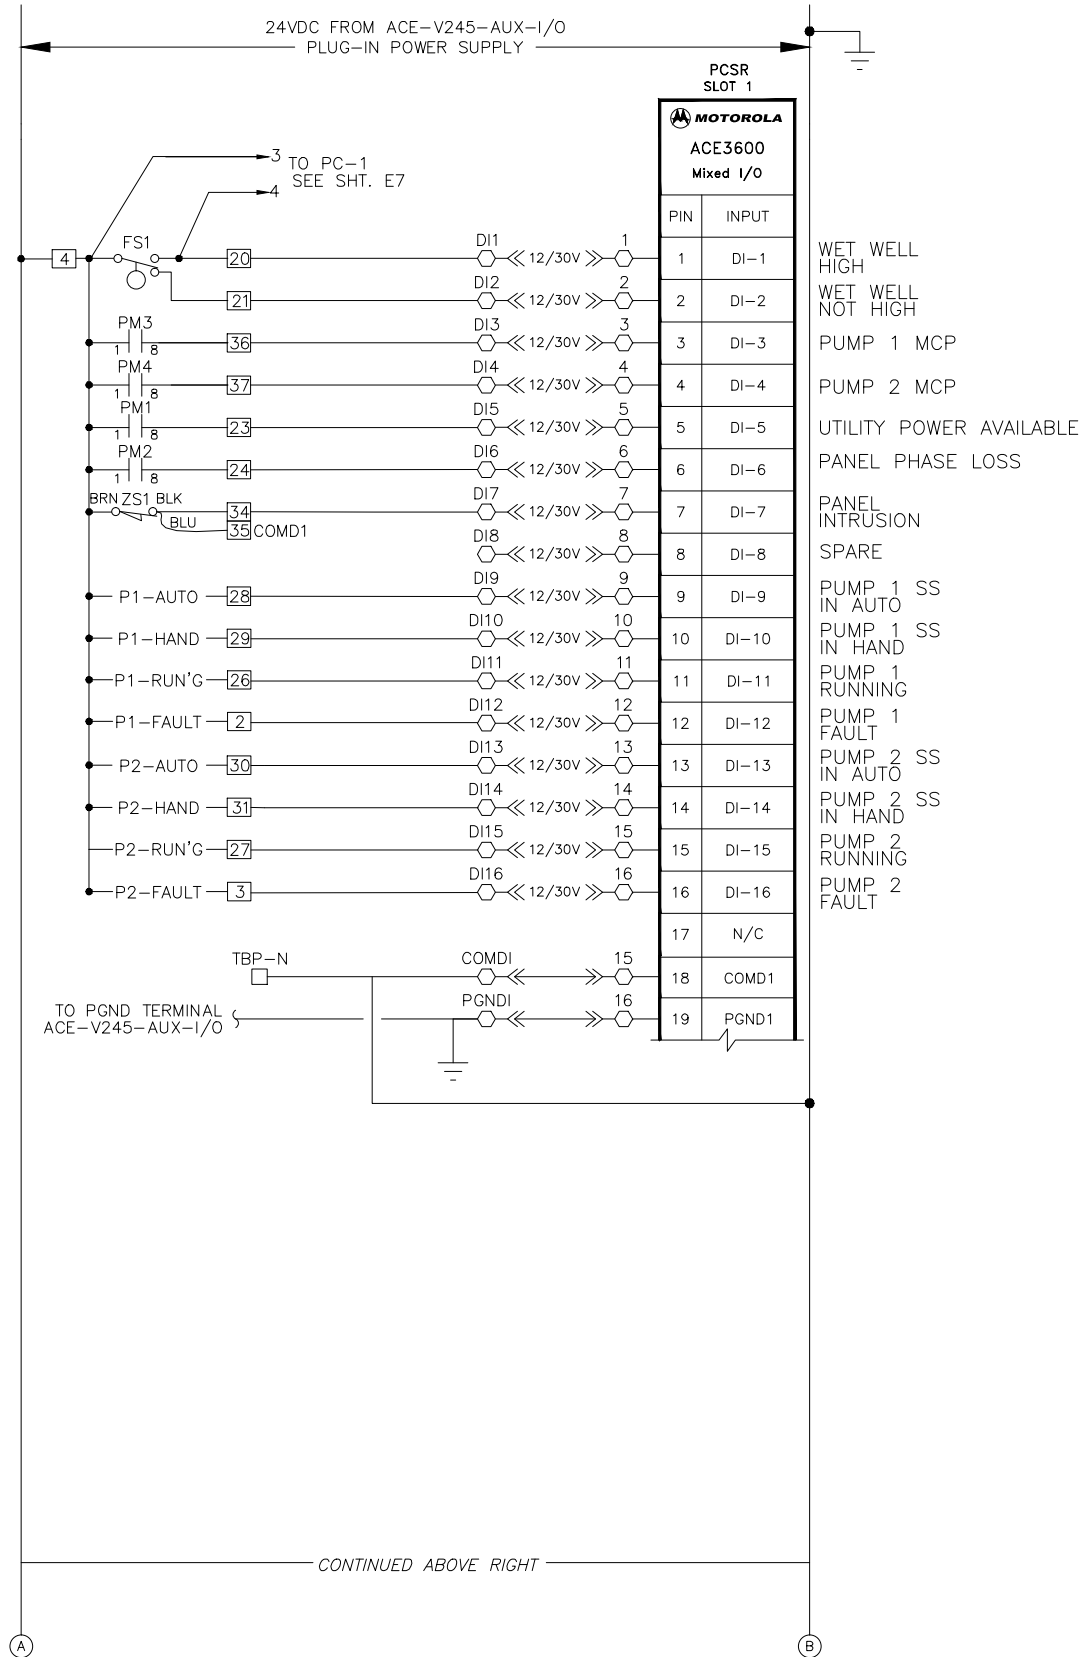 24VDC FROM ACE-V245-AUX-I/O
PLUG-IN POWER SUPPLY
PCSR
SLOT 1
MOTOROLA
ACE3600
Mixed I/O
3 TO PC-1
SEE SHT. E7
4
PIN INPUT
4 FS1 20 DI1 12/30V 1 1 DI-1 WET WELL
HIGH
21 DI2 12/30V 2 2 DI-2 WET WELL
NOT HIGH
PM3 1 8 36 DI3 12/30V 3 3 DI-3 PUMP 1 MCP
PM4 1 8 37 DI4 12/30V 4 4 DI-4 PUMP 2 MCP
PM1 1 8 23 DI5 12/30V 5 5 DI-5 UTILITY POWER AVAILABLE
PM2 1 8 24 DI6 12/30V 6 6 DI-6 PANEL PHASE LOSS
BRN ZS1 BLK 34 DI7 12/30V 7 7 DI-7 PANEL
INTRUSION
BLU 35 COMD1
DI8 12/30V 8 8 DI-8 SPARE
P1-AUTO 28 DI9 12/30V 9 9 DI-9 PUMP 1 SS
IN AUTO
P1-HAND 29 DI10 12/30V 10 10 DI-10 PUMP 1 SS
IN HAND
P1-RUN'G 26 DI11 12/30V 11 11 DI-11 PUMP 1
RUNNING
P1-FAULT 2 DI12 12/30V 12 12 DI-12 PUMP 1
FAULT
P2-AUTO 30 DI13 12/30V 13 13 DI-13 PUMP 2 SS
IN AUTO
P2-HAND 31 DI14 12/30V 14 14 DI-14 PUMP 2 SS
IN HAND
P2-RUN'G 27 DI15 12/30V 15 15 DI-15 PUMP 2
RUNNING
P2-FAULT 3 DI16 12/30V 16 16 DI-16 PUMP 2
FAULT
17 N/C
TBP-N COMDI 15 18 COMD1
TO PGND TERMINAL
ACE-V245-AUX-I/O
PGNDI 16 19 PGND1
CONTINUED ABOVE RIGHT
A B